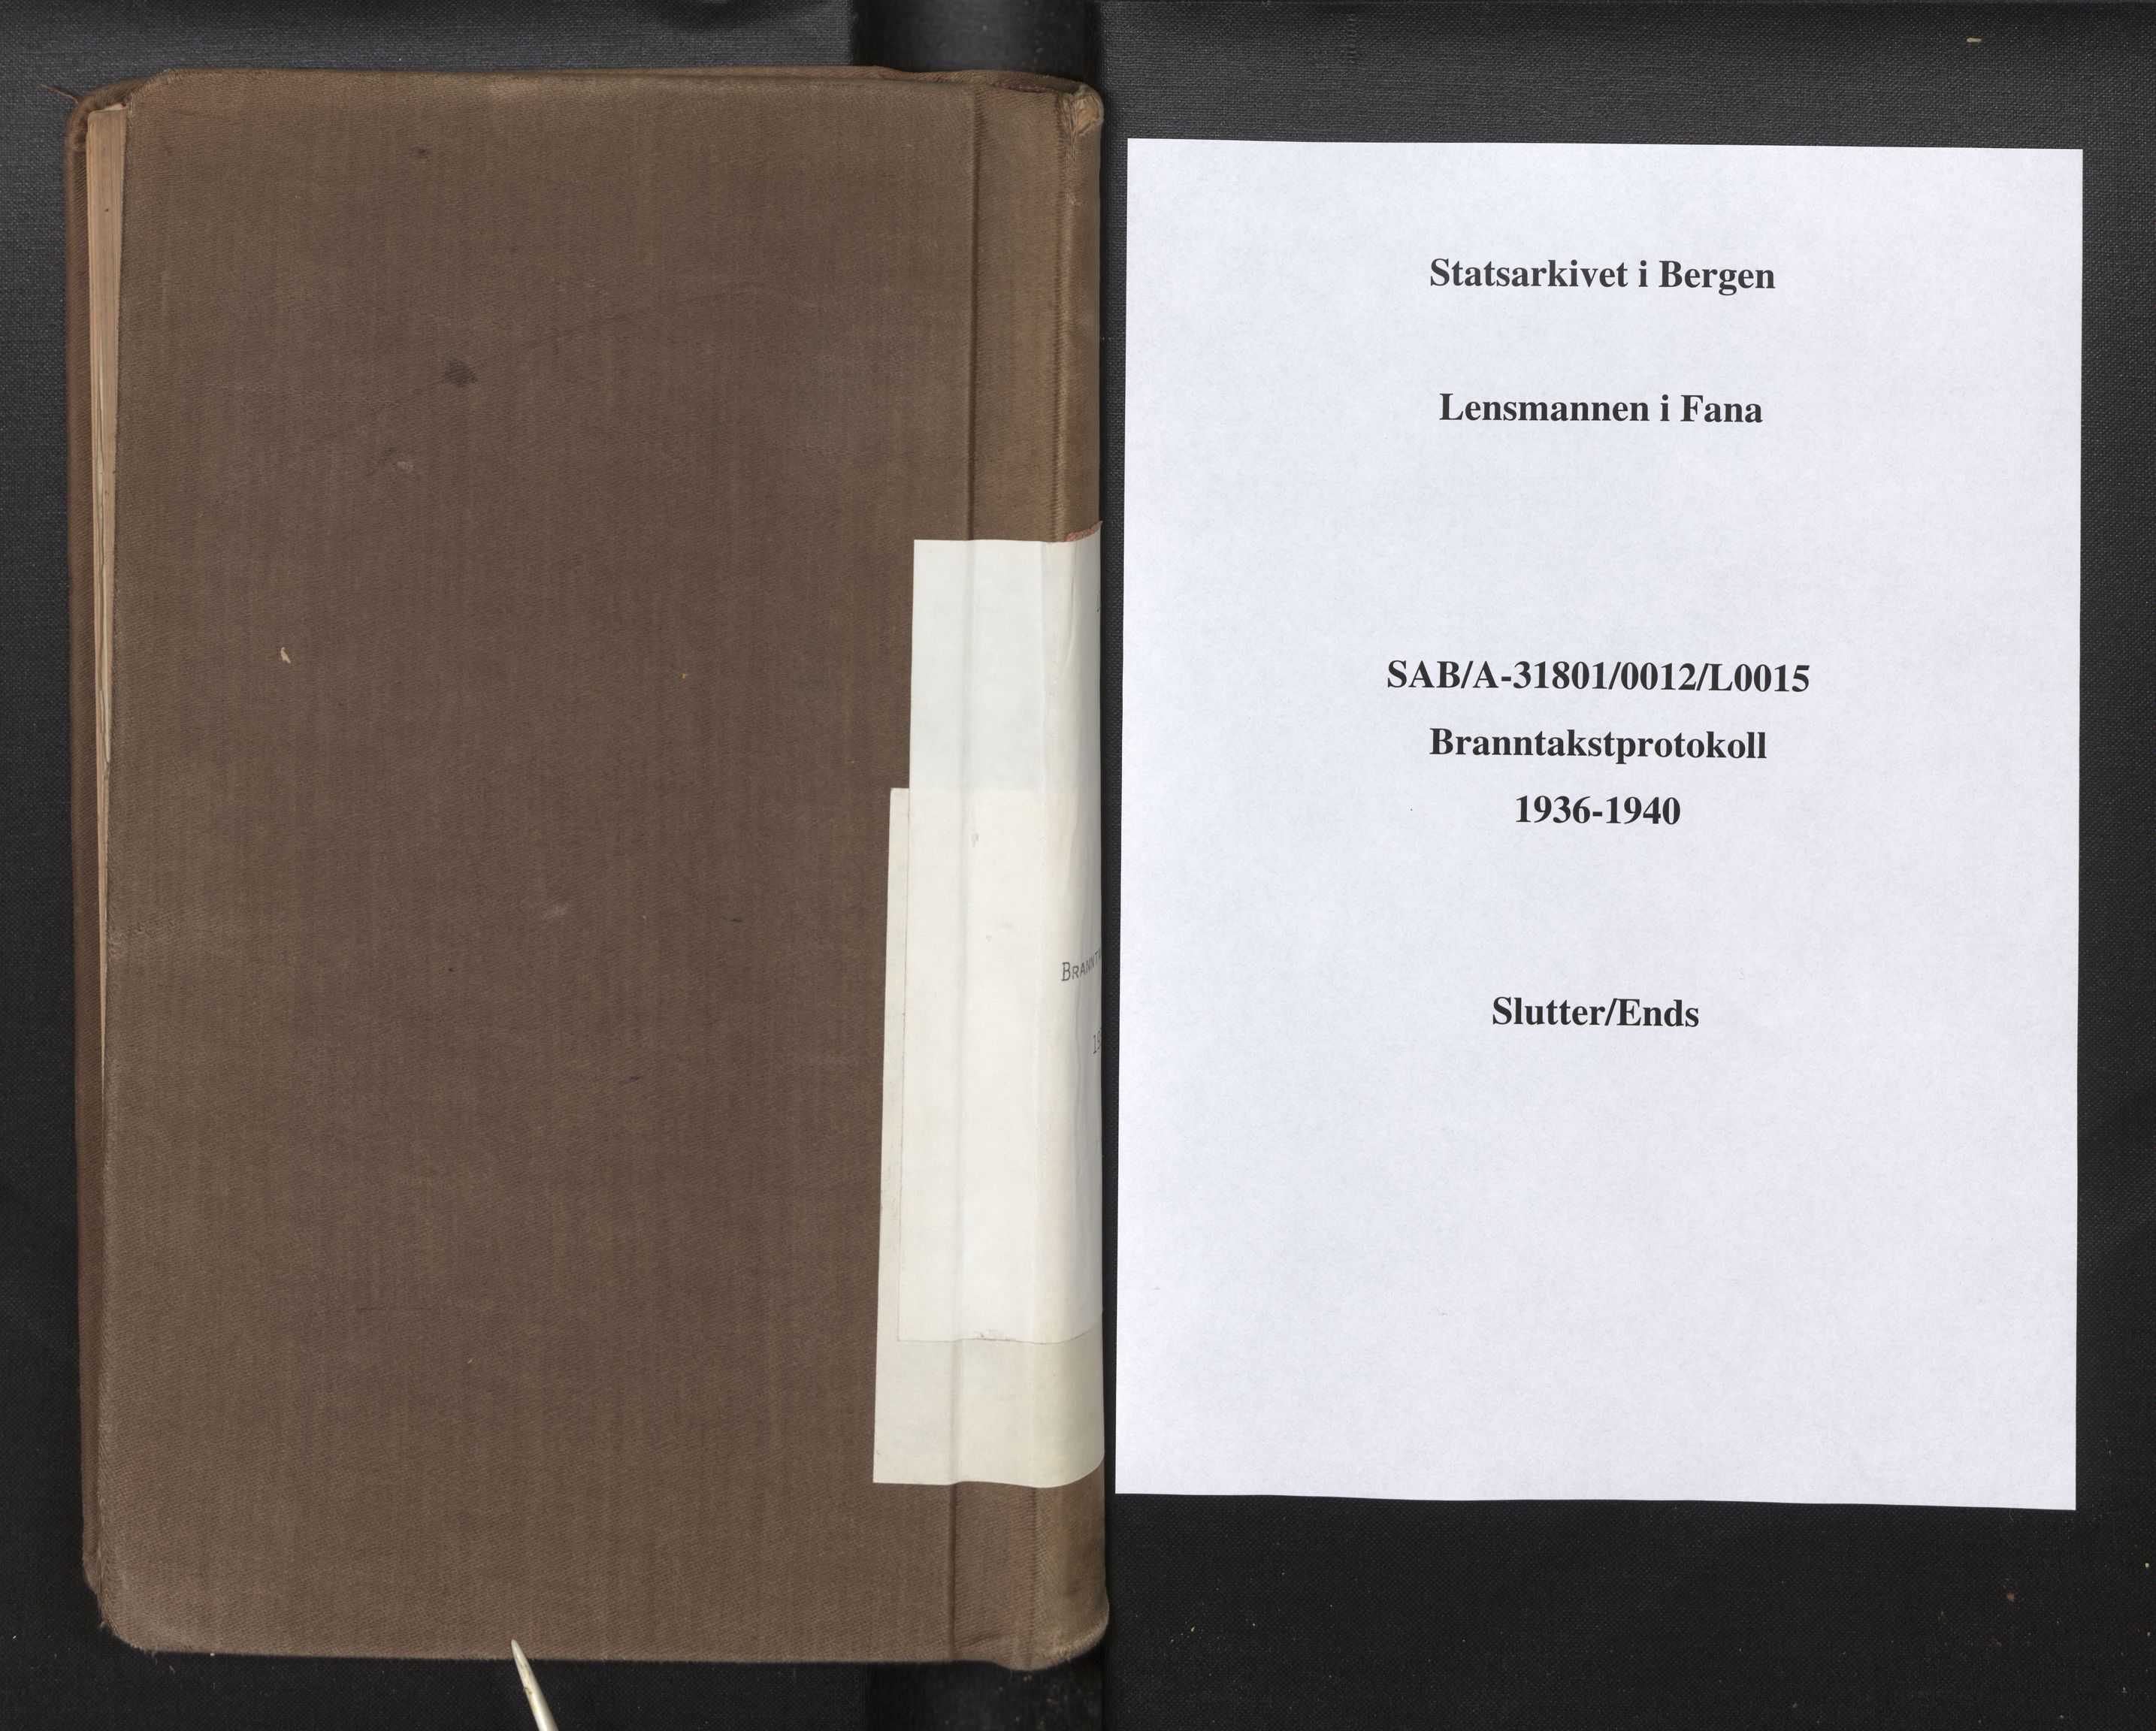 Statsarkivet i Bergen
Lensmannen i Fana
SAB/A-31801/0012/L0015
Branntakstprotokoll
1936-1940
Slutter/Ends